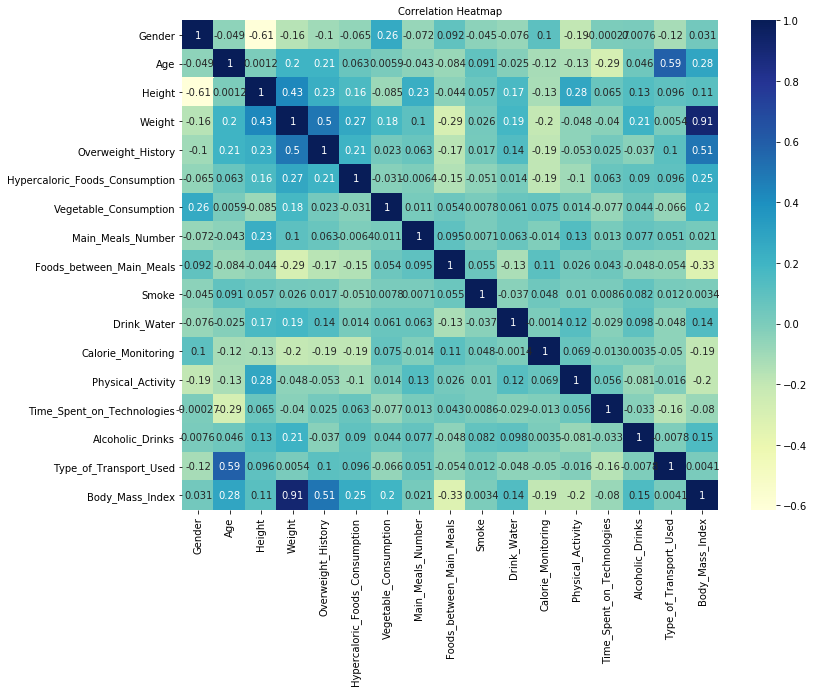 Correlation Heatmap
Gender 1 -0.049 -0.61 -0.16 -0.1 -0.065 0.26 -0.072 0.092 -0.045 -0.076 0.1 -0.19 -0.00027 0.0076 -0.12 0.031
Age -0.049 1 0.0012 0.2 0.21 0.063 0.0059 -0.043 -0.084 0.091 -0.025 -0.12 -0.13 -0.29 0.046 0.59 0.28
Height -0.61 0.0012 1 0.43 0.23 0.16 -0.085 0.23 -0.044 0.057 0.17 -0.13 0.28 0.065 0.13 0.096 0.11
Weight -0.16 0.2 0.43 1 0.5 0.27 0.18 0.1 -0.29 0.026 0.19 -0.2 -0.048 -0.04 0.21 0.0054 0.91
Overweight_History -0.1 0.21 0.23 0.5 1 0.21 0.023 0.063 -0.17 0.017 0.14 -0.19 -0.053 0.025 -0.037 0.1 0.51
Hypercaloric_Foods_Consumption -0.065 0.063 0.16 0.27 0.21 1 -0.031 -0.0064 -0.15 -0.051 0.014 -0.19 -0.1 0.063 0.09 0.096 0.25
Vegetable_Consumption 0.26 0.0059 -0.085 0.18 0.023 -0.031 1 0.011 0.054 0.0078 0.061 0.075 0.014 -0.077 0.044 -0.066 0.2
Main_Meals_Number -0.072 -0.043 0.23 0.1 0.063 -0.0064 0.011 1 0.095 0.0071 0.063 -0.014 0.13 0.013 0.077 0.051 0.021
Foods_between_Main_Meals 0.092 -0.084 -0.044 -0.29 -0.17 -0.15 0.054 0.095 1 0.055 -0.13 0.11 0.026 0.043 -0.048 -0.054 -0.33
Smoke -0.045 0.091 0.057 0.026 0.017 -0.051 0.0078 0.0071 0.055 1 -0.037 0.048 0.01 0.0086 0.082 0.012 0.0034
Drink_Water -0.076 -0.025 0.17 0.19 0.14 0.014 0.061 0.063 -0.13 -0.037 1 -0.0014 0.12 -0.029 0.098 -0.048 0.14
Calorie_Monitoring 0.1 -0.12 -0.13 -0.2 -0.19 -0.19 0.075 -0.014 0.11 0.048 -0.0014 1 0.069 -0.013 0.0035 -0.05 -0.19
Physical_Activity -0.19 -0.13 0.28 -0.048 -0.053 -0.1 0.014 0.13 0.026 0.01 0.12 0.069 1 0.056 -0.081 -0.016 -0.2
Time_Spent_on_Technologies -0.00027 -0.29 0.065 -0.04 0.025 0.063 -0.077 0.013 0.043 0.0086 -0.029 -0.013 0.056 1 -0.033 -0.16 -0.08
Alcoholic_Drinks 0.0076 0.046 0.13 0.21 -0.037 0.09 0.044 0.077 -0.048 0.082 0.098 0.0035 -0.081 -0.033 1 -0.0078 0.15
Type_of_Transport_Used -0.12 0.59 0.096 0.0054 0.1 0.096 -0.066 0.051 -0.054 0.012 -0.048 -0.05 -0.016 -0.16 -0.0078 1 0.0041
Body_Mass_Index 0.031 0.28 0.11 0.91 0.51 0.25 0.2 0.021 -0.33 0.0034 0.14 -0.19 -0.2 -0.08 0.15 0.0041 1
Gender
Age
Height
Weight
Overweight_History
Hypercaloric_Foods_Consumption
Vegetable_Consumption
Main_Meals_Number
Foods_between_Main_Meals
Smoke
Drink_Water
Calorie_Monitoring
Physical_Activity
Time_Spent_on_Technologies
Alcoholic_Drinks
Type_of_Transport_Used
Body_Mass_Index
1.0
0.8
0.6
0.4
0.2
0.0
-0.2
-0.4
-0.6